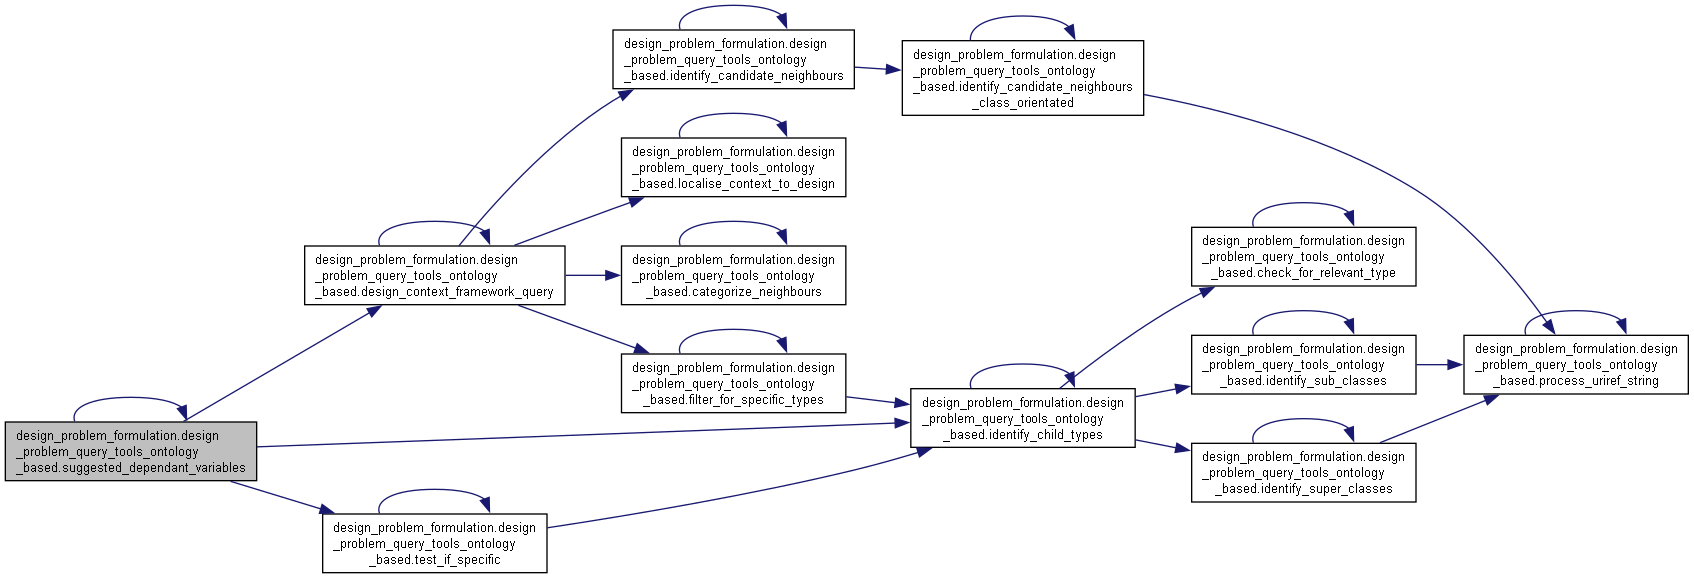 design_problem_formulation.design
_problem_query_tools_ontology
_based.identify_candidate_neighbours
design_problem_formulation.design
_problem_query_tools_ontology
_based.identify_candidate_neighbours
_class_orientated
design_problem_formulation.design
_problem_query_tools_ontology
_based.localise_context_to_design
design_problem_formulation.design
_problem_query_tools_ontology
_based.check_for_relevant_type
design_problem_formulation.design
_problem_query_tools_ontology
_based.design_context_framework_query
design_problem_formulation.design
_problem_query_tools_ontology
_based.categorize_neighbours
design_problem_formulation.design
_problem_query_tools_ontology
_based.identify_sub_classes
design_problem_formulation.design
_problem_query_tools_ontology
_based.process_uriref_string
design_problem_formulation.design
_problem_query_tools_ontology
_based.filter_for_specific_types
design_problem_formulation.design
_problem_query_tools_ontology
_based.identify_child_types
design_problem_formulation.design
_problem_query_tools_ontology
_based.suggested_dependant_variables
design_problem_formulation.design
_problem_query_tools_ontology
_based.identify_super_classes
design_problem_formulation.design
_problem_query_tools_ontology
_based.test_if_specific